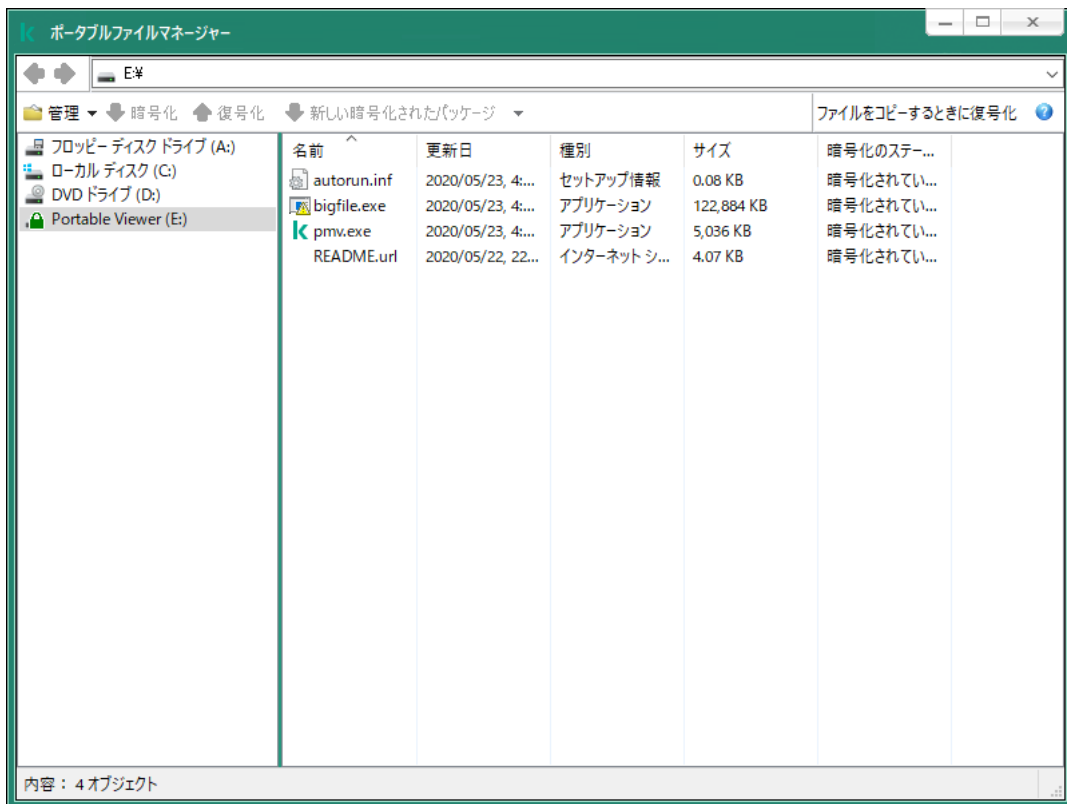 ポータブルファイルマネージャー
E:¥
管理 暗号化 復号化 新しい暗号化されたパッケージ ファイルをコピーするときに復号化
フロッピー ディスク ドライブ (A:)
ローカル ディスク (C:)
DVD ドライブ (D:)
Portable Viewer (E:)
名前 更新日 種別 サイズ 暗号化のステー...
autorun.inf 2020/05/23, 4:... セットアップ情報 0.08 KB 暗号化されてい...
bigfile.exe 2020/05/23, 4:... アプリケーション 122,884 KB 暗号化されてい...
pmv.exe 2020/05/23, 4:... アプリケーション 5,036 KB 暗号化されてい...
README.url 2020/05/22, 22... インターネット シ... 4.07 KB 暗号化されてい...
内容： 4 オブジェクト